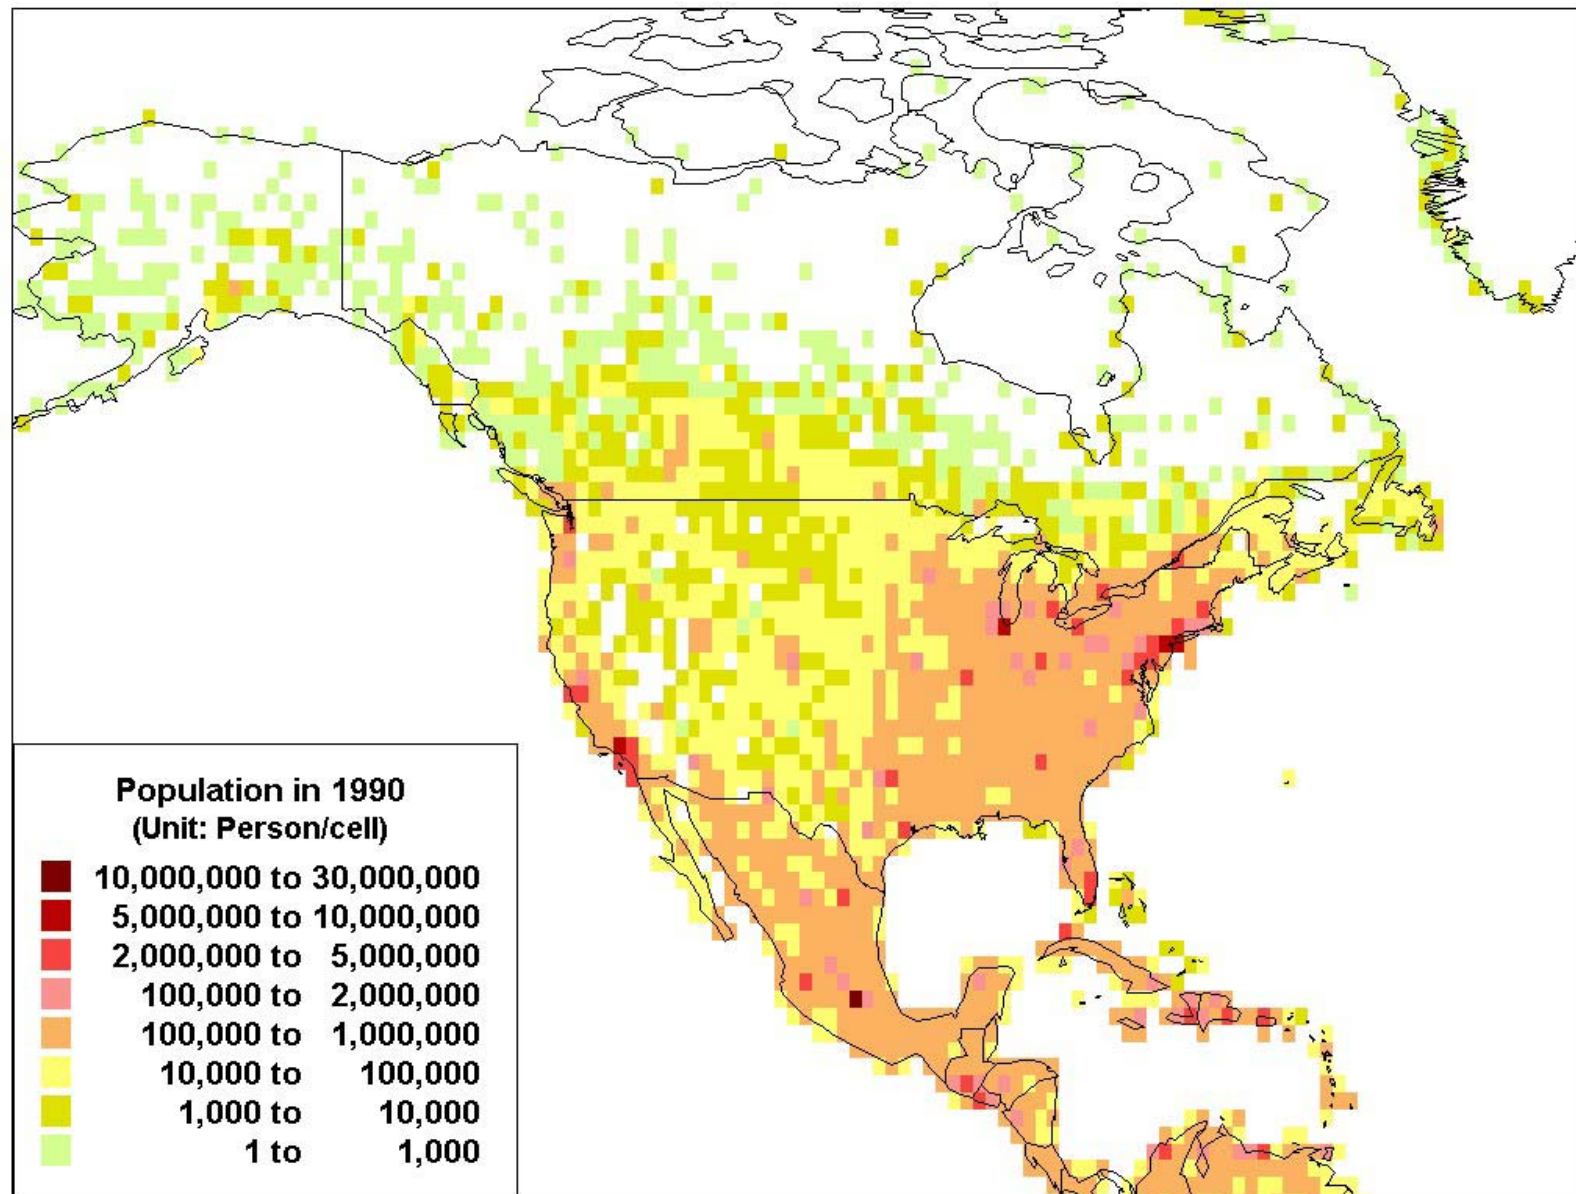 Population in 1990
(Unit: Person/cell)
10,000,000 to 30,000,000
5,000,000 to 10,000,000
2,000,000 to 5,000,000
100,000 to 2,000,000
100,000 to 1,000,000
10,000 to 100,000
1,000 to 10,000
1 to 1,000